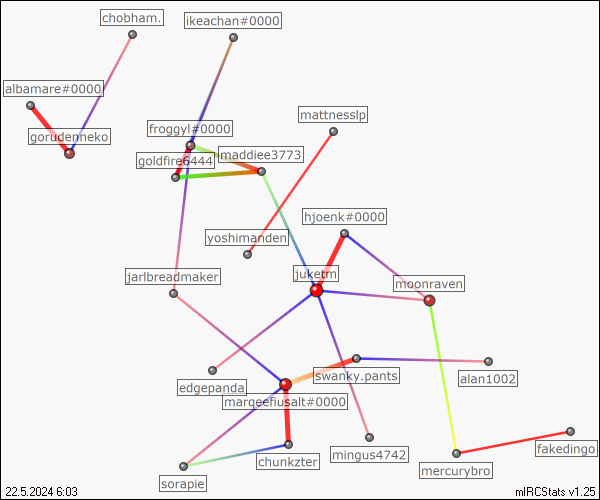 chobham.
ikeachan#0000
albamare#0000
mattnesslp
froggyl#0000
gorudenneko
maddiee3773
goldfire6444
hjoenk#0000
yoshimanden
juketm
jarlbreadmaker
moonraven
swanky.pants
alan1002
edgepanda
marqeefiusalt#0000
fakedingo
mingus4742
chunkzter
mercurybro
sorapie
22.5.2024 6:03
mIRCStats v1.25